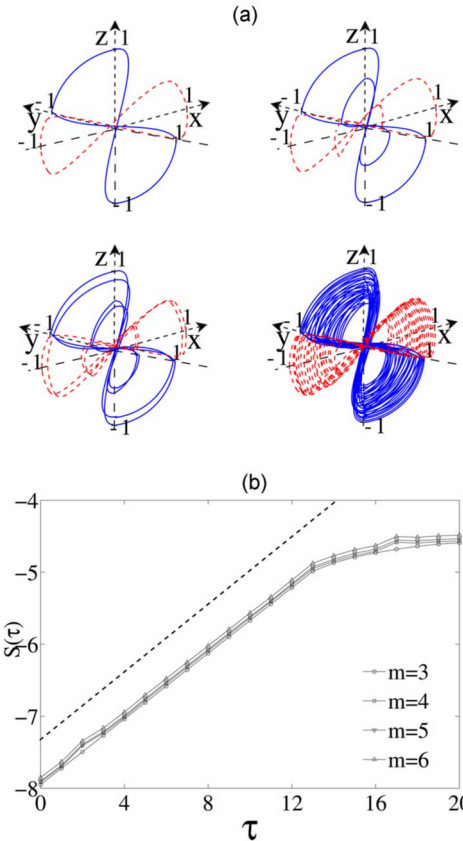 (a)
z 1 z 1
-1 1 -1 1
y x y x
-1 1 -1 1
-1 -1
z 1 z 1
-1 1 -1 1
y x y x
-1 1 -1 1
-1 -1
(b)
−4
−5
−6
−7
−8
S(τ)
m=3
m=4
m=5
m=6
0 4 8 12 16 20
τ